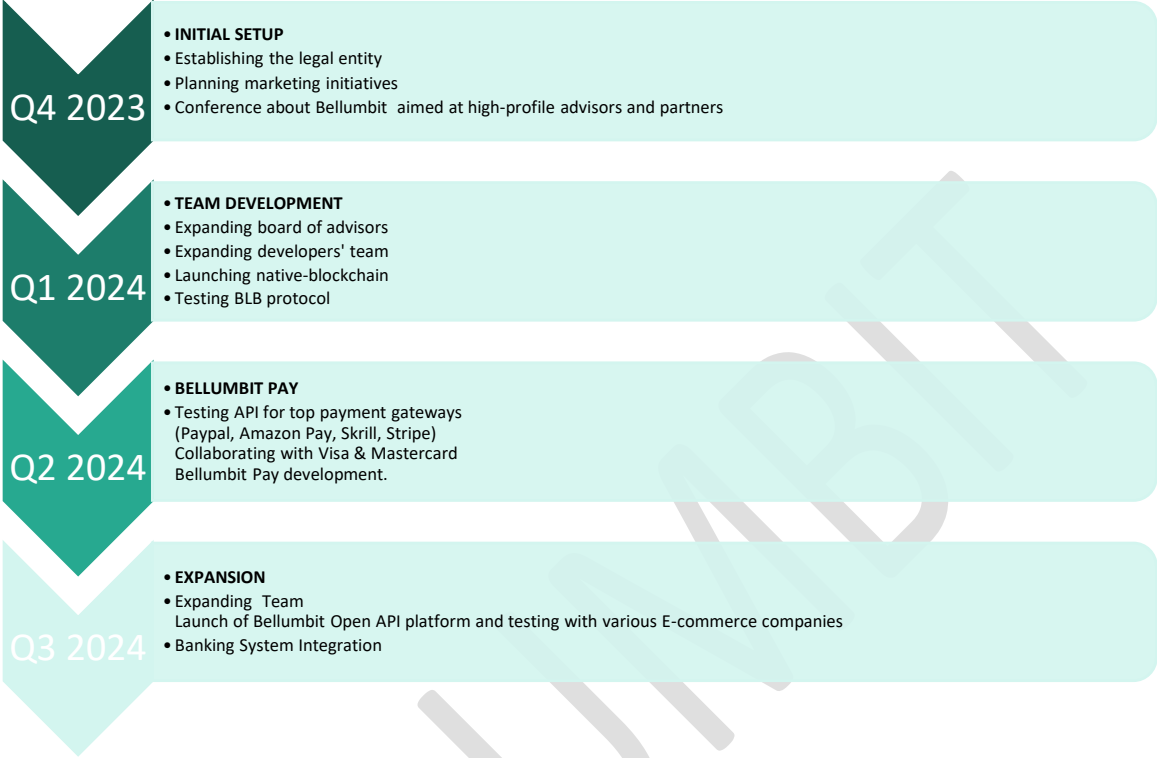 Q4 2023
• INITIAL SETUP
• Establishing the legal entity
• Planning marketing initiatives
• Conference about Bellumbit  aimed at high-profile advisors and partners
Q1 2024
• TEAM DEVELOPMENT
• Expanding board of advisors
• Expanding developers' team
• Launching native-blockchain
• Testing BLB protocol
Q2 2024
• BELLUMBIT PAY
• Testing API for top payment gateways
(Paypal, Amazon Pay, Skrill, Stripe)
Collaborating with Visa & Mastercard
Bellumbit Pay development.
Q3 2024
• EXPANSION
• Expanding  Team
Launch of Bellumbit Open API platform and testing with various E-commerce companies
• Banking System Integration
UMBIT